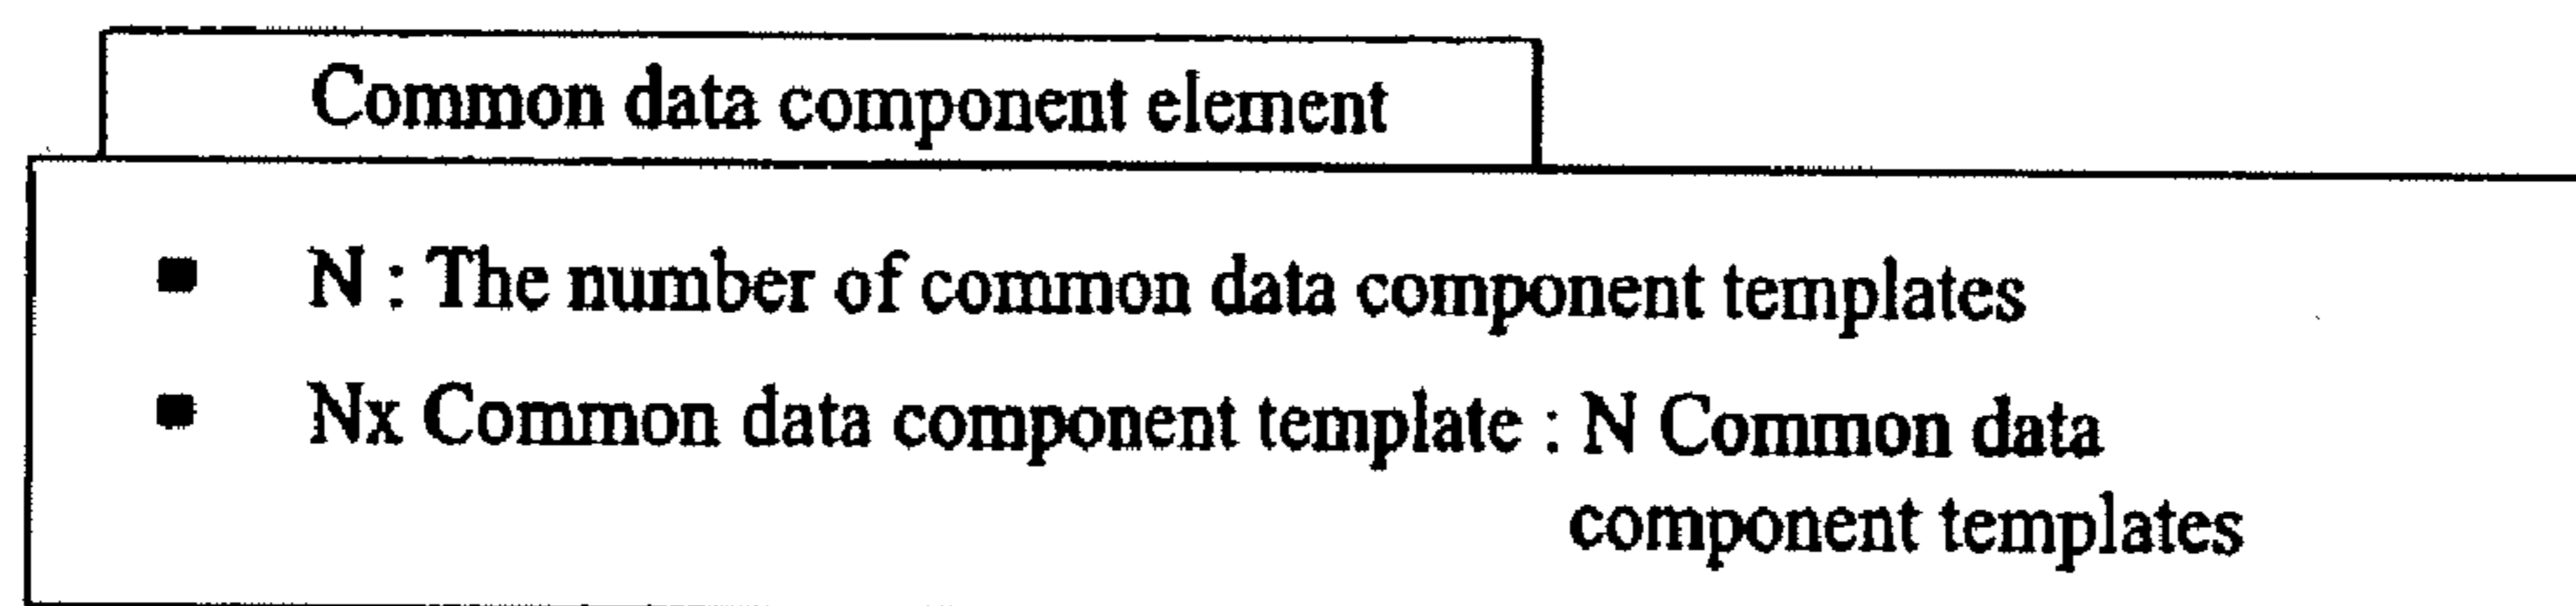 Common data component element
■ N : The number of common data component templates
■ Nx Common data component template : N Common data
component templates